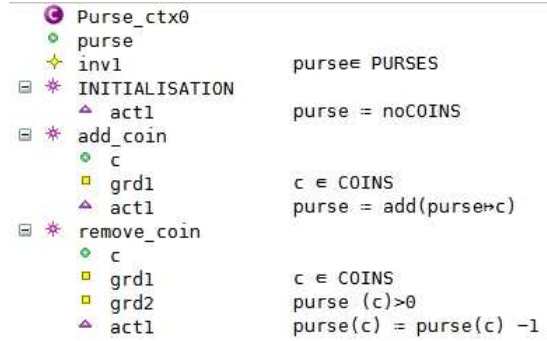 C Purse_ctx0
purse
inv1 purse∈ PURSES
INITIALISATION
act1 purse ≔ noCOINS
add_coin
c
grd1 c ∈ COINS
act1 purse ≔ add(purse↦c)
remove_coin
c
grd1 c ∈ COINS
grd2 purse (c)>0
act1 purse(c) ≔ purse(c) −1